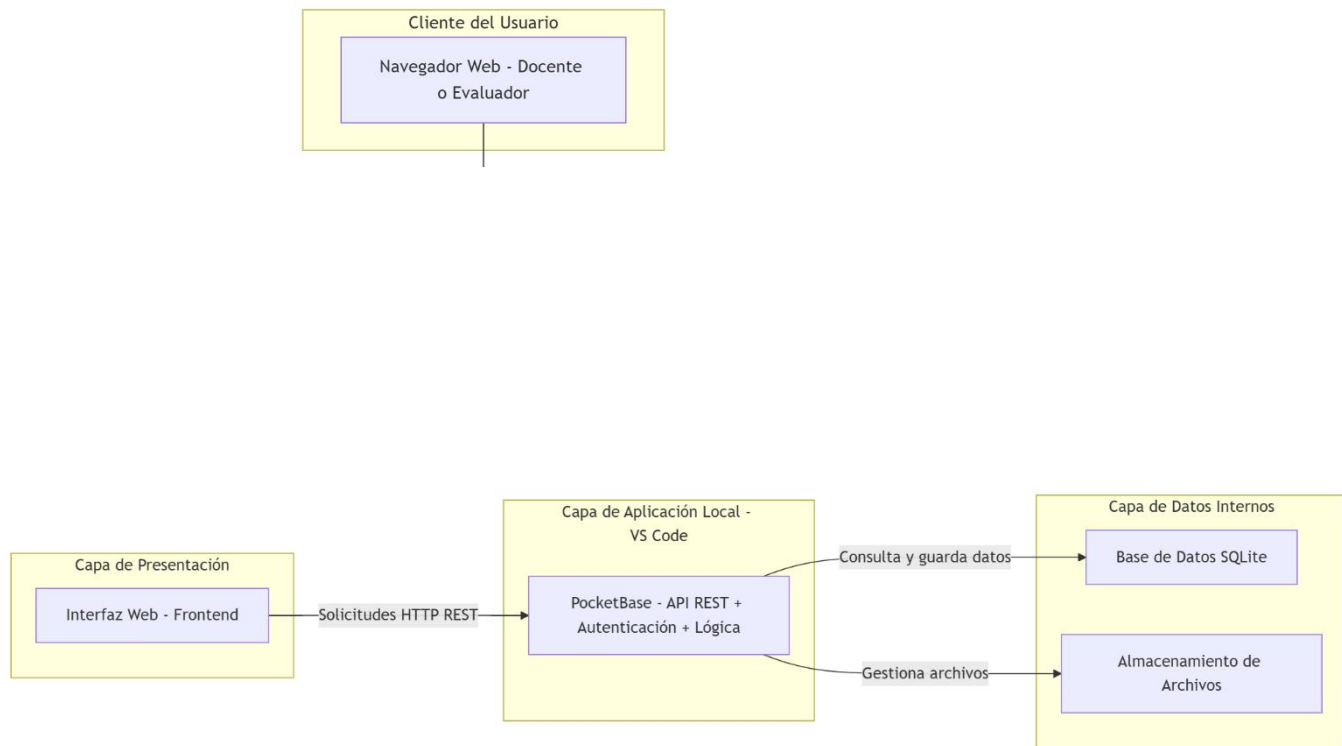 Cliente del Usuario
Navegador Web - Docente
o Evaluador
Capa de Presentación
Interfaz Web - Frontend
Solicitudes HTTP REST
Capa de Aplicación Local -
VS Code
PocketBase - API REST +
Autenticación + Lógica
Consulta y guarda datos
Gestiona archivos
Capa de Datos Internos
Base de Datos SQLite
Almacenamiento de
Archivos